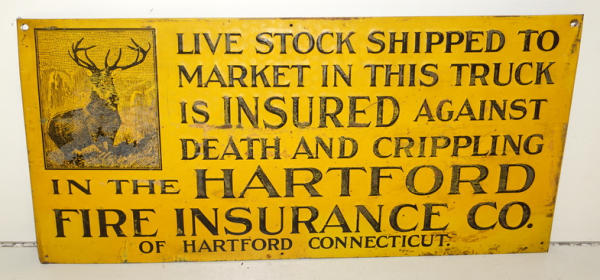 LIVE STOCK SHIPPED TO
MARKET IN THIS TRUCK
IS INSURED AGAINST
DEATH AND CRIPPLING
IN THE HARTFORD
FIRE INSURANCE CO.
OF HARTFORD CONNECTICUT.